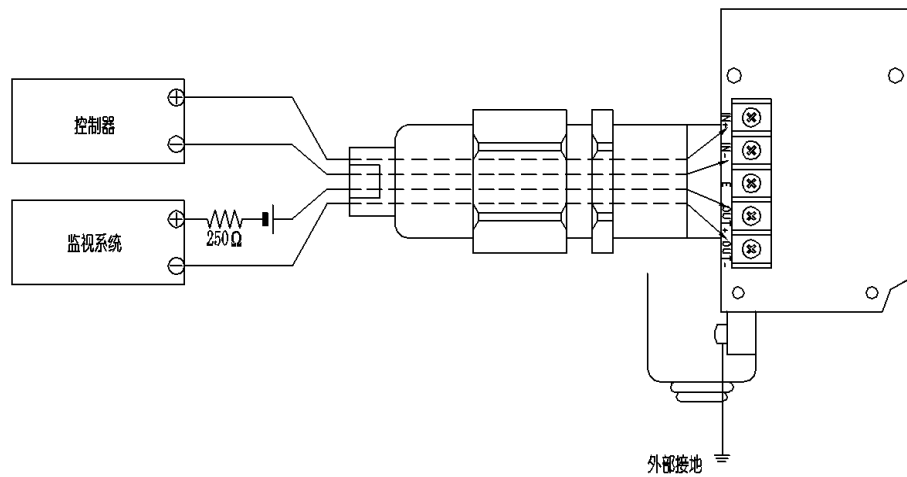 控制器
监视系统
250Ω
IN+
IN-
E
OUT+
OUT-
外部接地